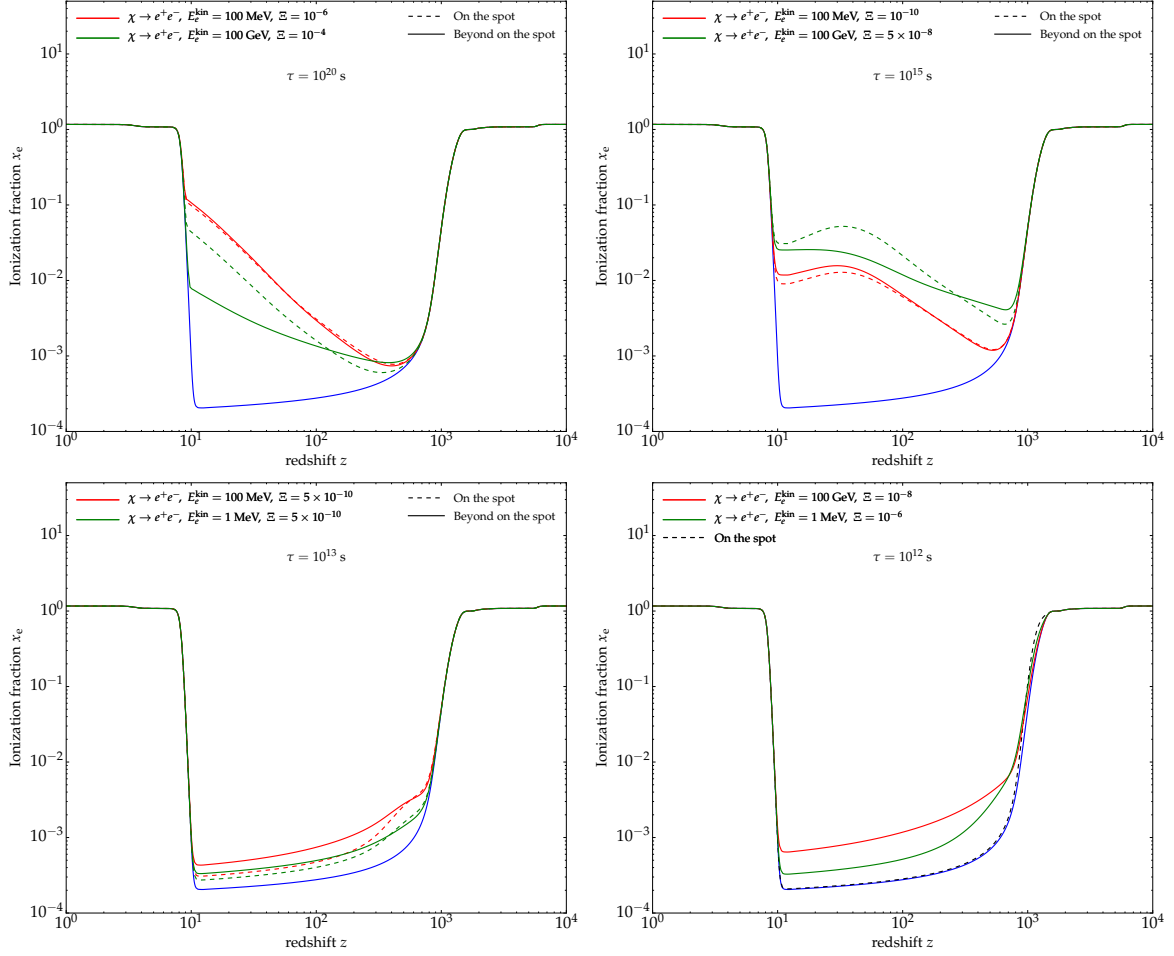 χ → e⁺e⁻, E_e^kin = 100 MeV, Ξ = 10⁻⁶
χ → e⁺e⁻, E_e^kin = 100 GeV, Ξ = 10⁻⁴
On the spot
Beyond on the spot
τ = 10²⁰ s
Ionization fraction x_e
10¹
10⁰
10⁻¹
10⁻²
10⁻³
10⁻⁴
10⁰ 10¹ 10² 10³ 10⁴
redshift z
χ → e⁺e⁻, E_e^kin = 100 MeV, Ξ = 10⁻¹⁰
χ → e⁺e⁻, E_e^kin = 100 GeV, Ξ = 5 × 10⁻⁸
On the spot
Beyond on the spot
τ = 10¹⁵ s
Ionization fraction x_e
10¹
10⁰
10⁻¹
10⁻²
10⁻³
10⁻⁴
10⁰ 10¹ 10² 10³ 10⁴
redshift z
χ → e⁺e⁻, E_e^kin = 100 MeV, Ξ = 5 × 10⁻¹⁰
χ → e⁺e⁻, E_e^kin = 1 MeV, Ξ = 5 × 10⁻¹⁰
On the spot
Beyond on the spot
τ = 10¹³ s
Ionization fraction x_e
10¹
10⁰
10⁻¹
10⁻²
10⁻³
10⁻⁴
10⁰ 10¹ 10² 10³ 10⁴
redshift z
χ → e⁺e⁻, E_e^kin = 100 GeV, Ξ = 10⁻⁸
χ → e⁺e⁻, E_e^kin = 1 MeV, Ξ = 10⁻⁶
On the spot
τ = 10¹² s
Ionization fraction x_e
10¹
10⁰
10⁻¹
10⁻²
10⁻³
10⁻⁴
10⁰ 10¹ 10² 10³ 10⁴
redshift z